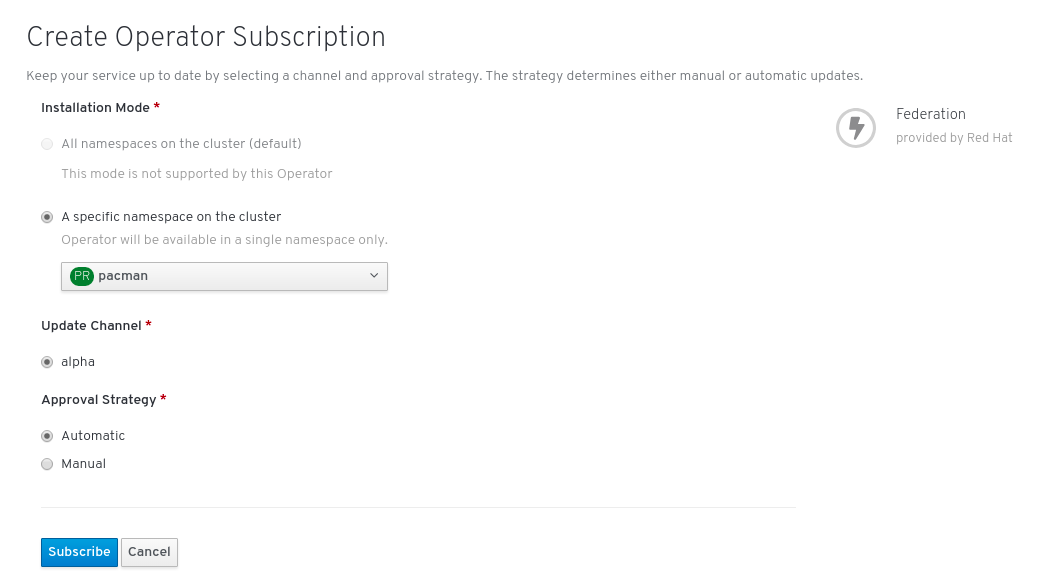 Create Operator Subscription
Keep your service up to date by selecting a channel and approval strategy. The strategy determines either manual or automatic updates.
Installation Mode *
All namespaces on the cluster (default)
This mode is not supported by this Operator
A specific namespace on the cluster
Operator will be available in a single namespace only.
PR pacman
Update Channel *
alpha
Approval Strategy *
Automatic
Manual
Subscribe Cancel
Federation
provided by Red Hat